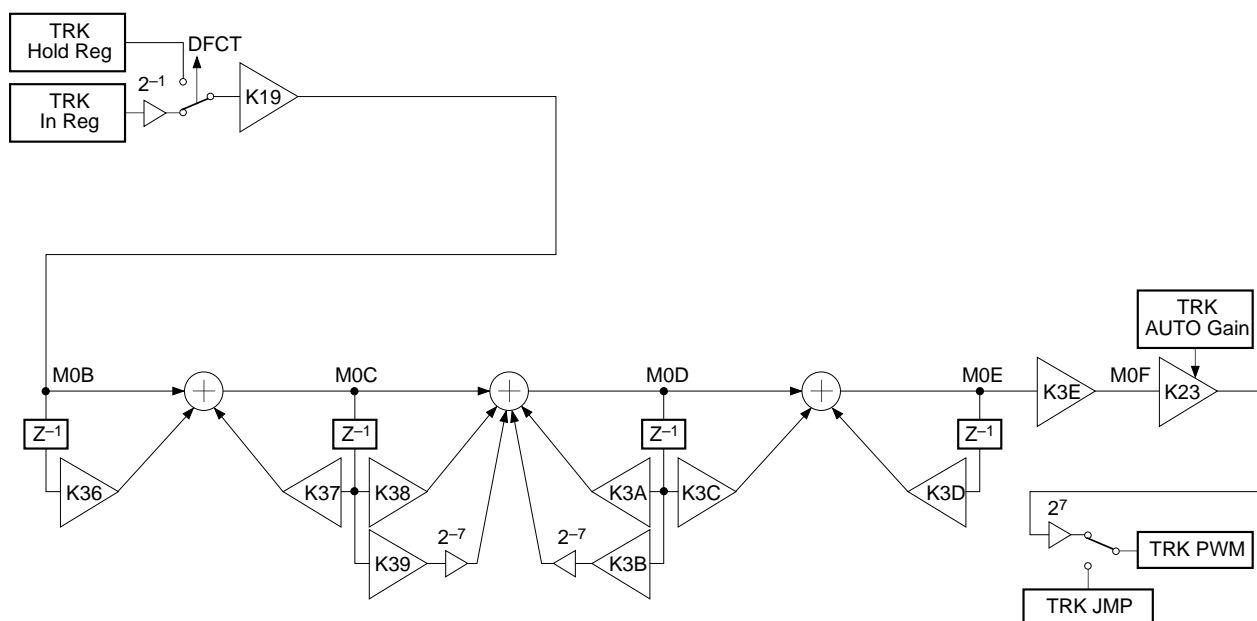 TRK
Hold Reg
DFCT
2⁻¹
TRK
In Reg
K19
TRK
AUTO Gain
M0B
M0C
M0D
M0E
M0F
K3E
K23
Z⁻¹
Z⁻¹
Z⁻¹
Z⁻¹
K36
K37
K38
K3A
K3C
K3D
2⁻⁷
2⁻⁷
K39
K3B
2⁷
TRK PWM
TRK JMP